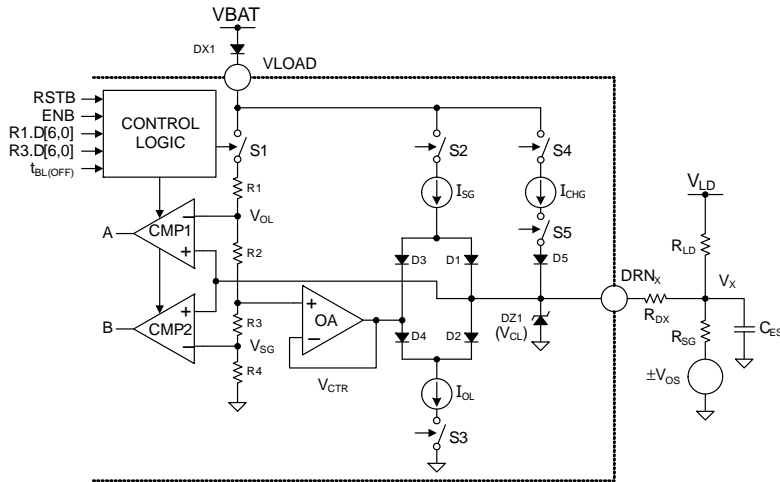 VBAT
DX1
VLOAD
RSTB
ENB
R1.D[6,0]
R3.D[6,0]
tBL(OFF)
CONTROL
LOGIC
S1
S2
S4
R1
ISG
ICHG
S5
VLD
A
CMP1
VOL
R2
D3
D1
D5
RLD
DRNX
VX
B
CMP2
R3
OA
D4
D2
DZ1
(VCL)
RDX
RSG
CES
VSG
R4
VCTR
IOL
±VOS
S3
+
−
+
−
+
−